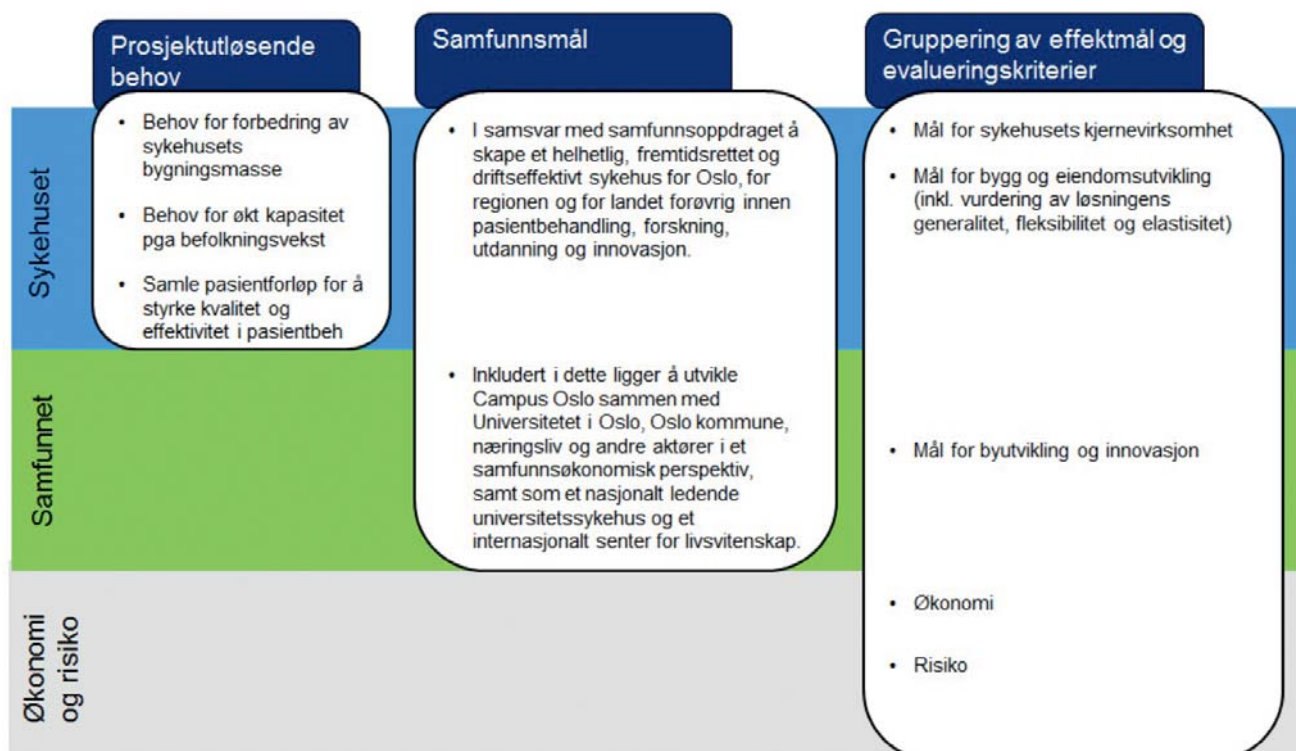 Prosjektutløsende
behov
Samfunnsmål
Gruppering av effektmål og
evalueringskriterier
Sykehuset
• Behov for forbedring av
sykehusets
bygningsmasse
• Behov for økt kapasitet
pga befolkningsvekst
• Samle pasientforløp for å
styrke kvalitet og
effektivitet i pasientbeh
• I samsvar med samfunnsoppdraget å
skape et helhetlig, fremtidsrettet og
driftseffektivt sykehus for Oslo, for
regionen og for landet forøvrig innen
pasientbehandling, forskning,
utdanning og innovasjon.
• Mål for sykehusets kjernevirksomhet
• Mål for bygg og eiendomsutvikling
(inkl. vurdering av løsningens
generalitet, fleksibilitet og elastisitet)
Samfunnet
• Inkludert i dette ligger å utvikle
Campus Oslo sammen med
Universitetet i Oslo, Oslo kommune,
næringsliv og andre aktører i et
samfunnsøkonomisk perspektiv,
samt som et nasjonalt ledende
universitetssykehus og et
internasjonalt senter for livsvitenskap.
• Mål for byutvikling og innovasjon
Økonomi
og risiko
• Økonomi
• Risiko